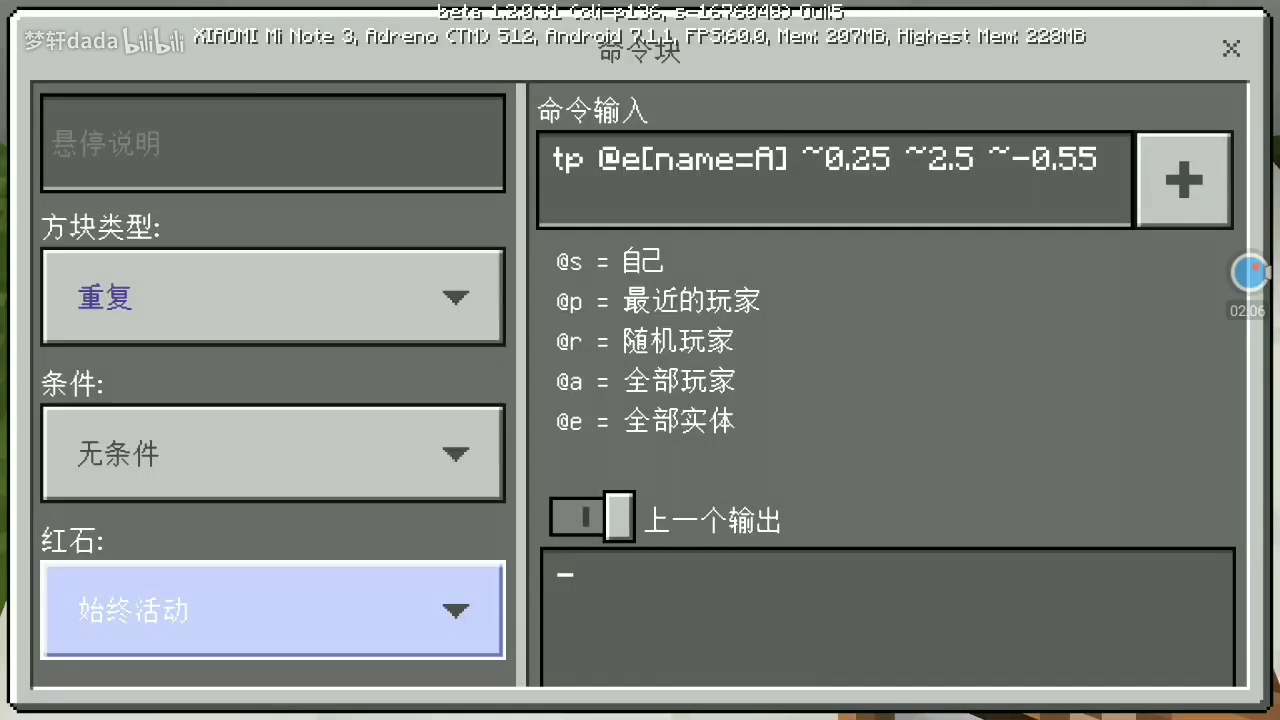 beta 1.2.0.31
XIAOMI Mi Note 3, Adreno (TM) 512, Android 7.1.1, FPS:60.0, Mem: 207MB, Highest Mem: 228MB
梦轩dada bilibili
命令块
悬停说明
方块类型:
重复
条件:
无条件
红石:
始终活动
命令输入
tp @e[name=A] ~0.25 ~2.5 ~-0.55
@s = 自己
@p = 最近的玩家
@r = 随机玩家
@a = 全部玩家
@e = 全部实体
上一个输出
-
02:06